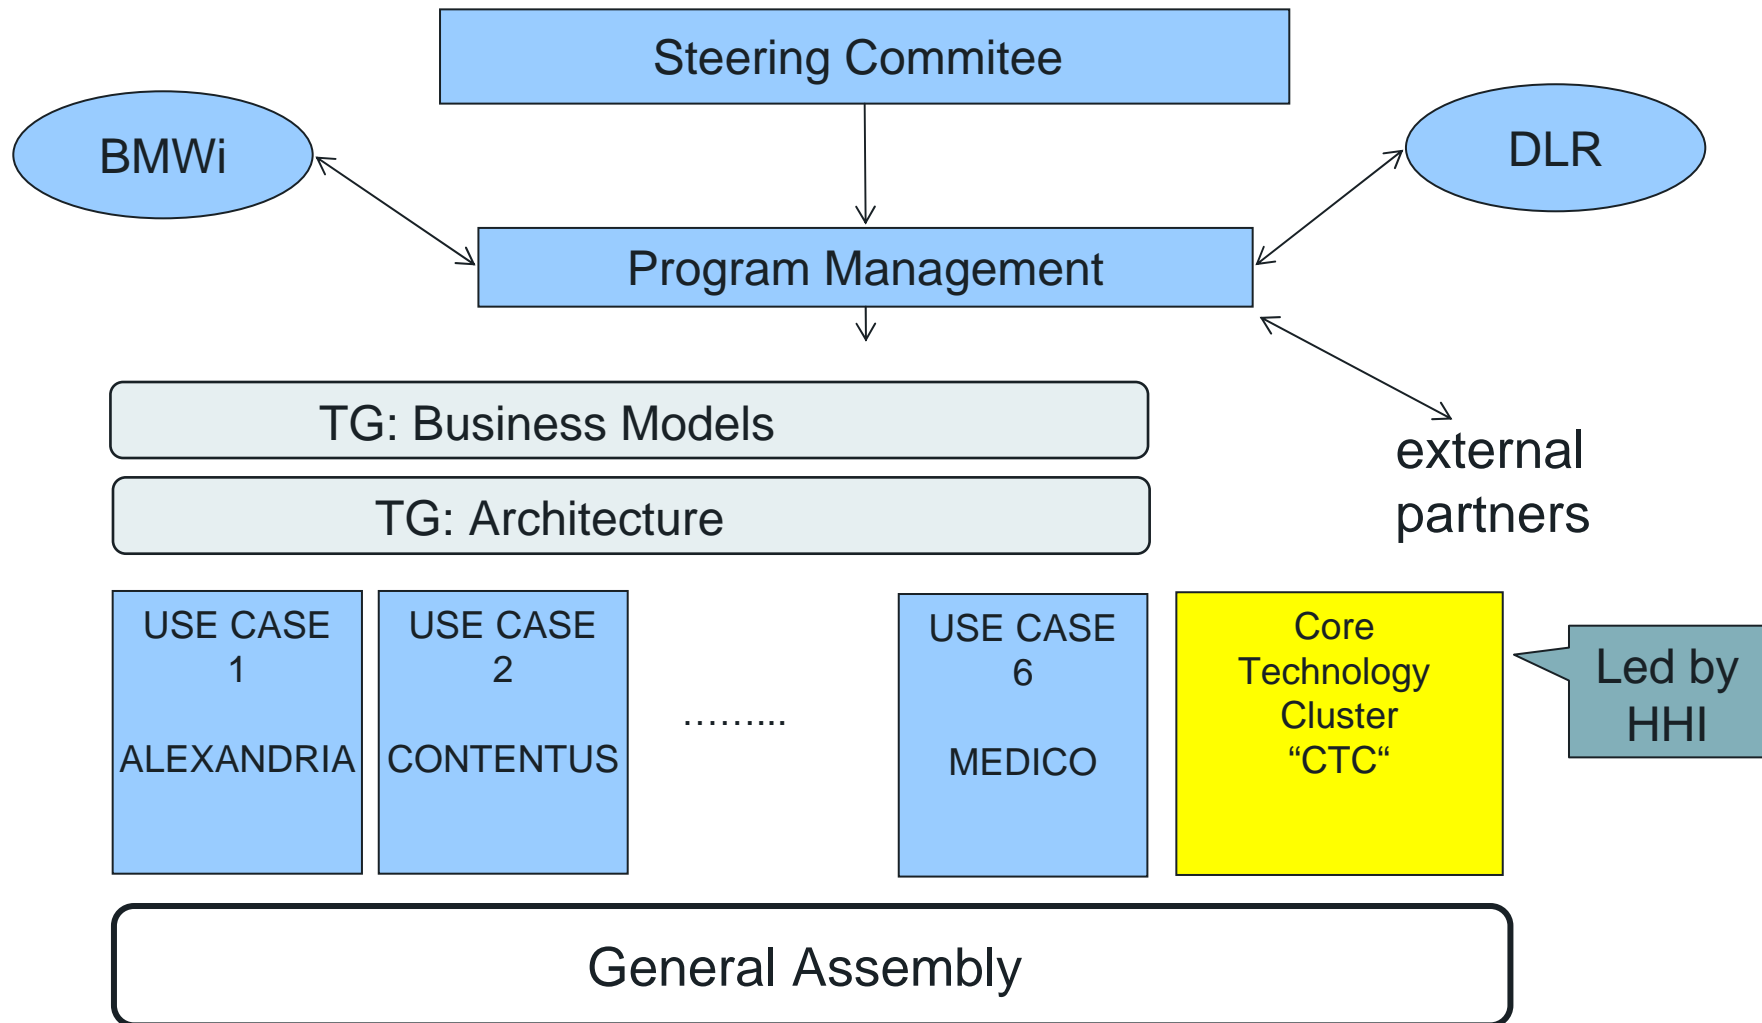 Steering Commitee
BMWi
DLR
Program Management
TG: Business Models
external
partners
TG: Architecture
USE CASE
1
ALEXANDRIA
USE CASE
2
CONTENTUS
……...
USE CASE
6
MEDICO
Core
Technology
Cluster
“CTC“
Led by
HHI
General Assembly